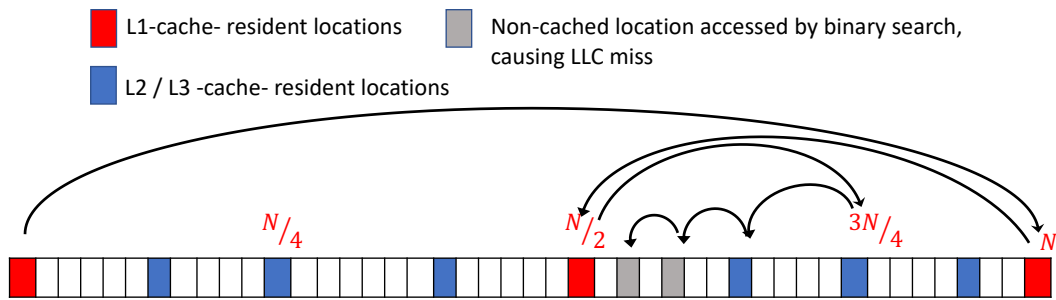 L1-cache- resident locations
Non-cached location accessed by binary search,
causing LLC miss
L2 / L3 -cache- resident locations
N/4
N/2
3N/4
N